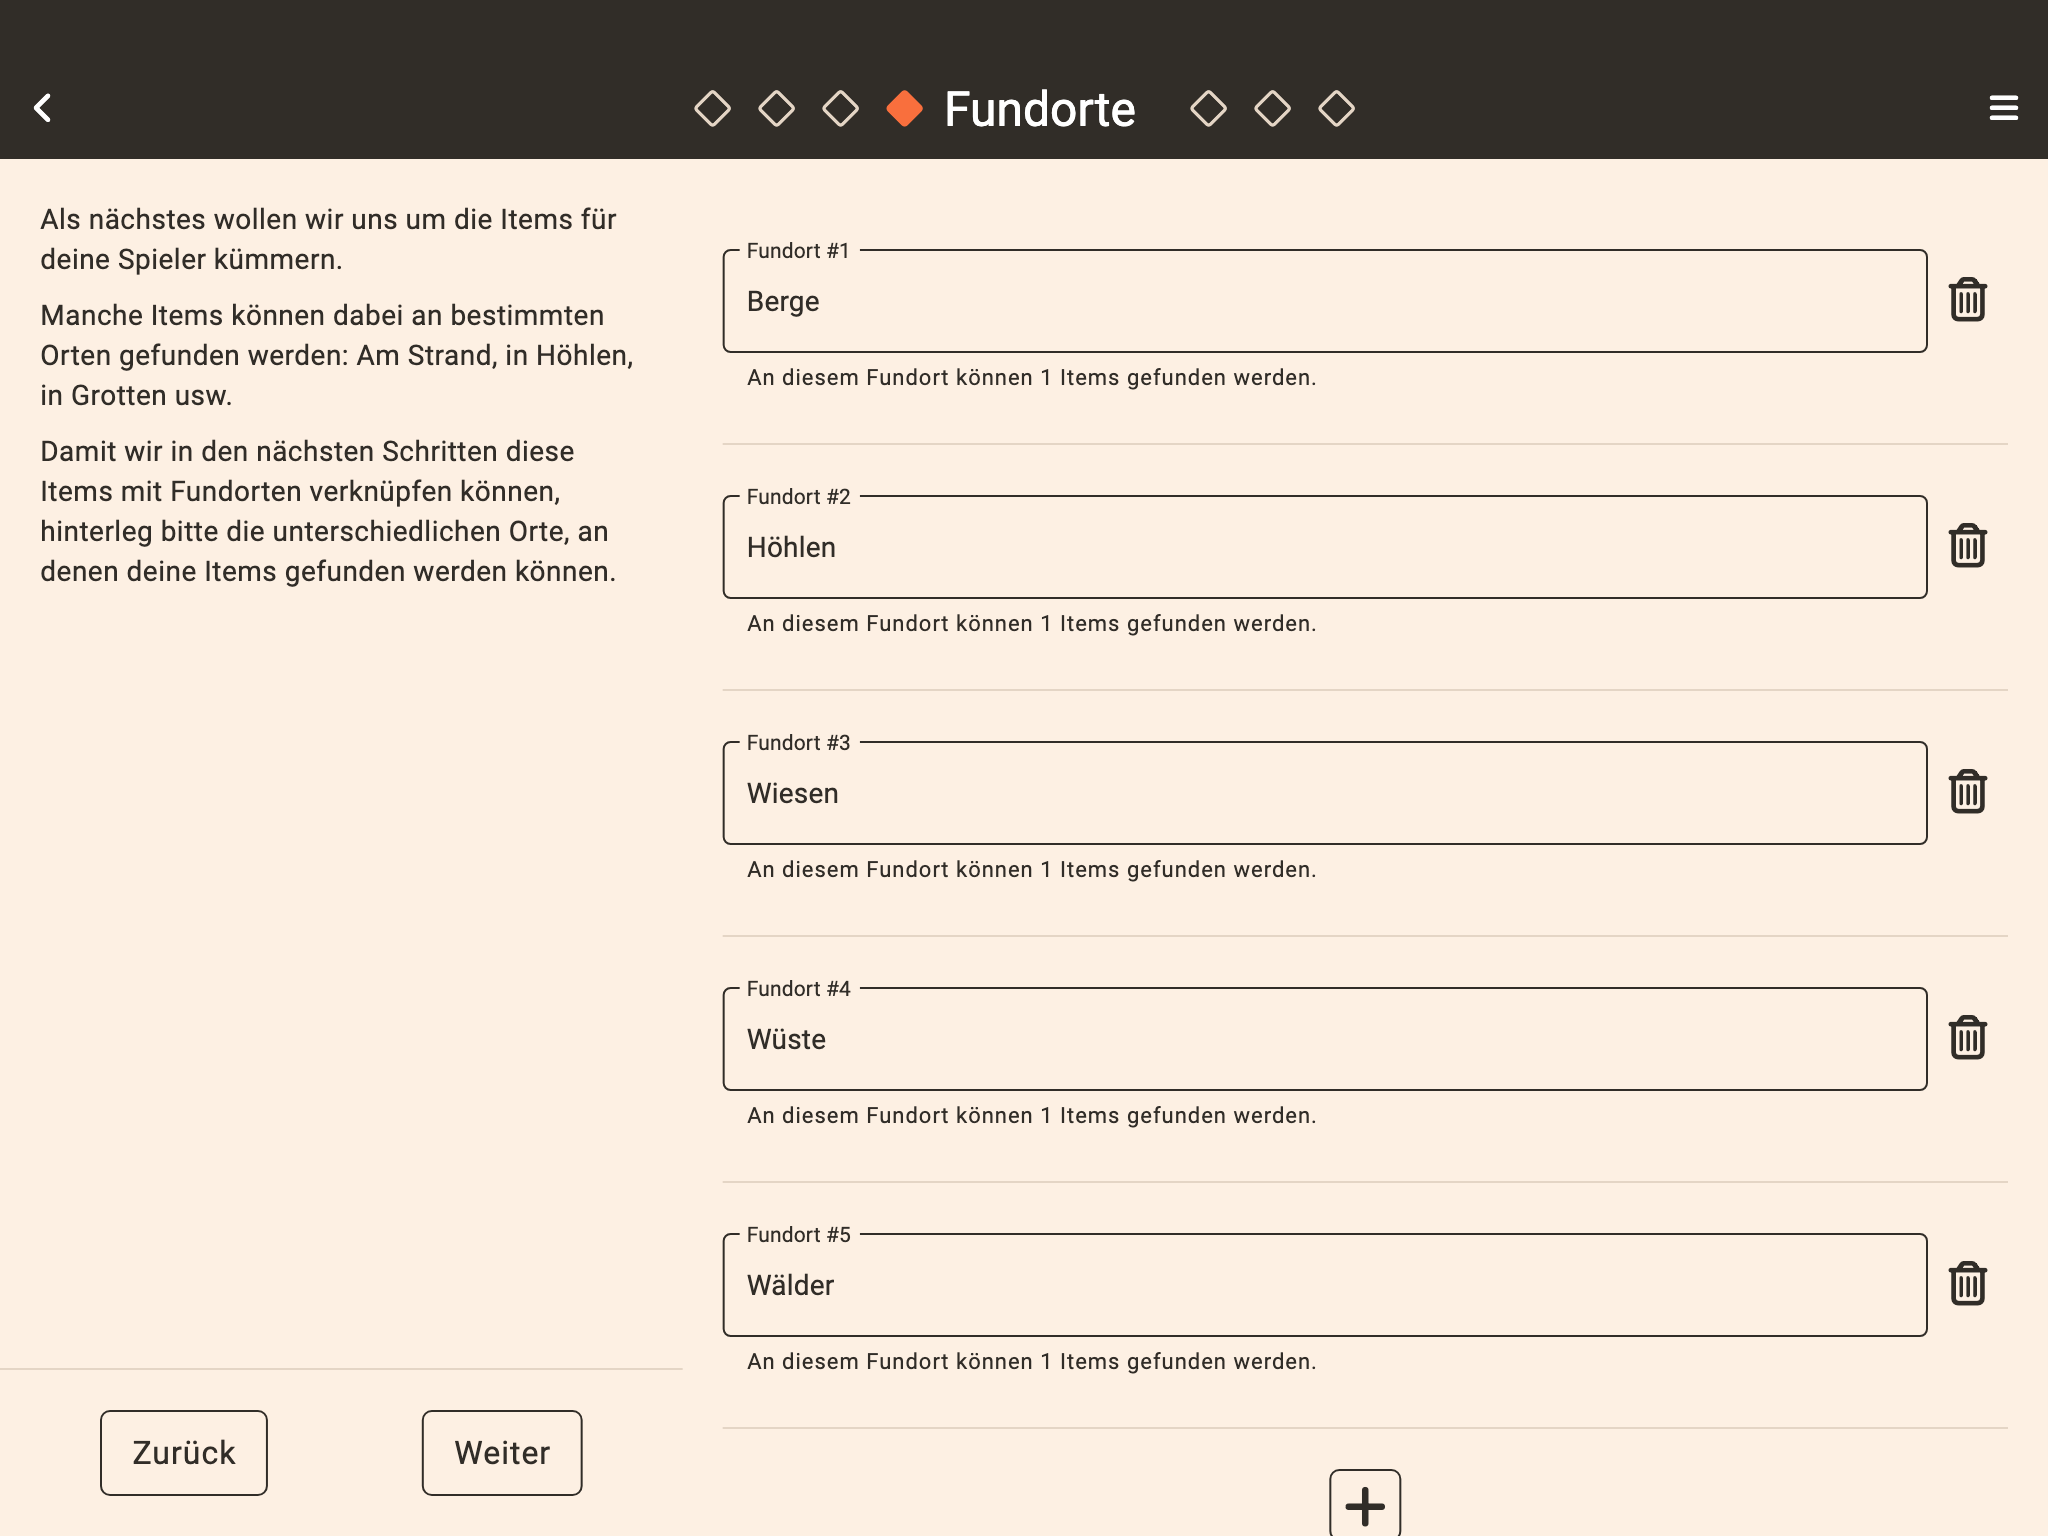 Fundorte
Als nächstes wollen wir uns um die Items für
deine Spieler kümmern.
Manche Items können dabei an bestimmten
Orten gefunden werden: Am Strand, in Höhlen,
in Grotten usw.
Damit wir in den nächsten Schritten diese
Items mit Fundorten verknüpfen können,
hinterleg bitte die unterschiedlichen Orte, an
denen deine Items gefunden werden können.
Zurück
Weiter
Fundort #1
Berge
An diesem Fundort können 1 Items gefunden werden.
Fundort #2
Höhlen
An diesem Fundort können 1 Items gefunden werden.
Fundort #3
Wiesen
An diesem Fundort können 1 Items gefunden werden.
Fundort #4
Wüste
An diesem Fundort können 1 Items gefunden werden.
Fundort #5
Wälder
An diesem Fundort können 1 Items gefunden werden.